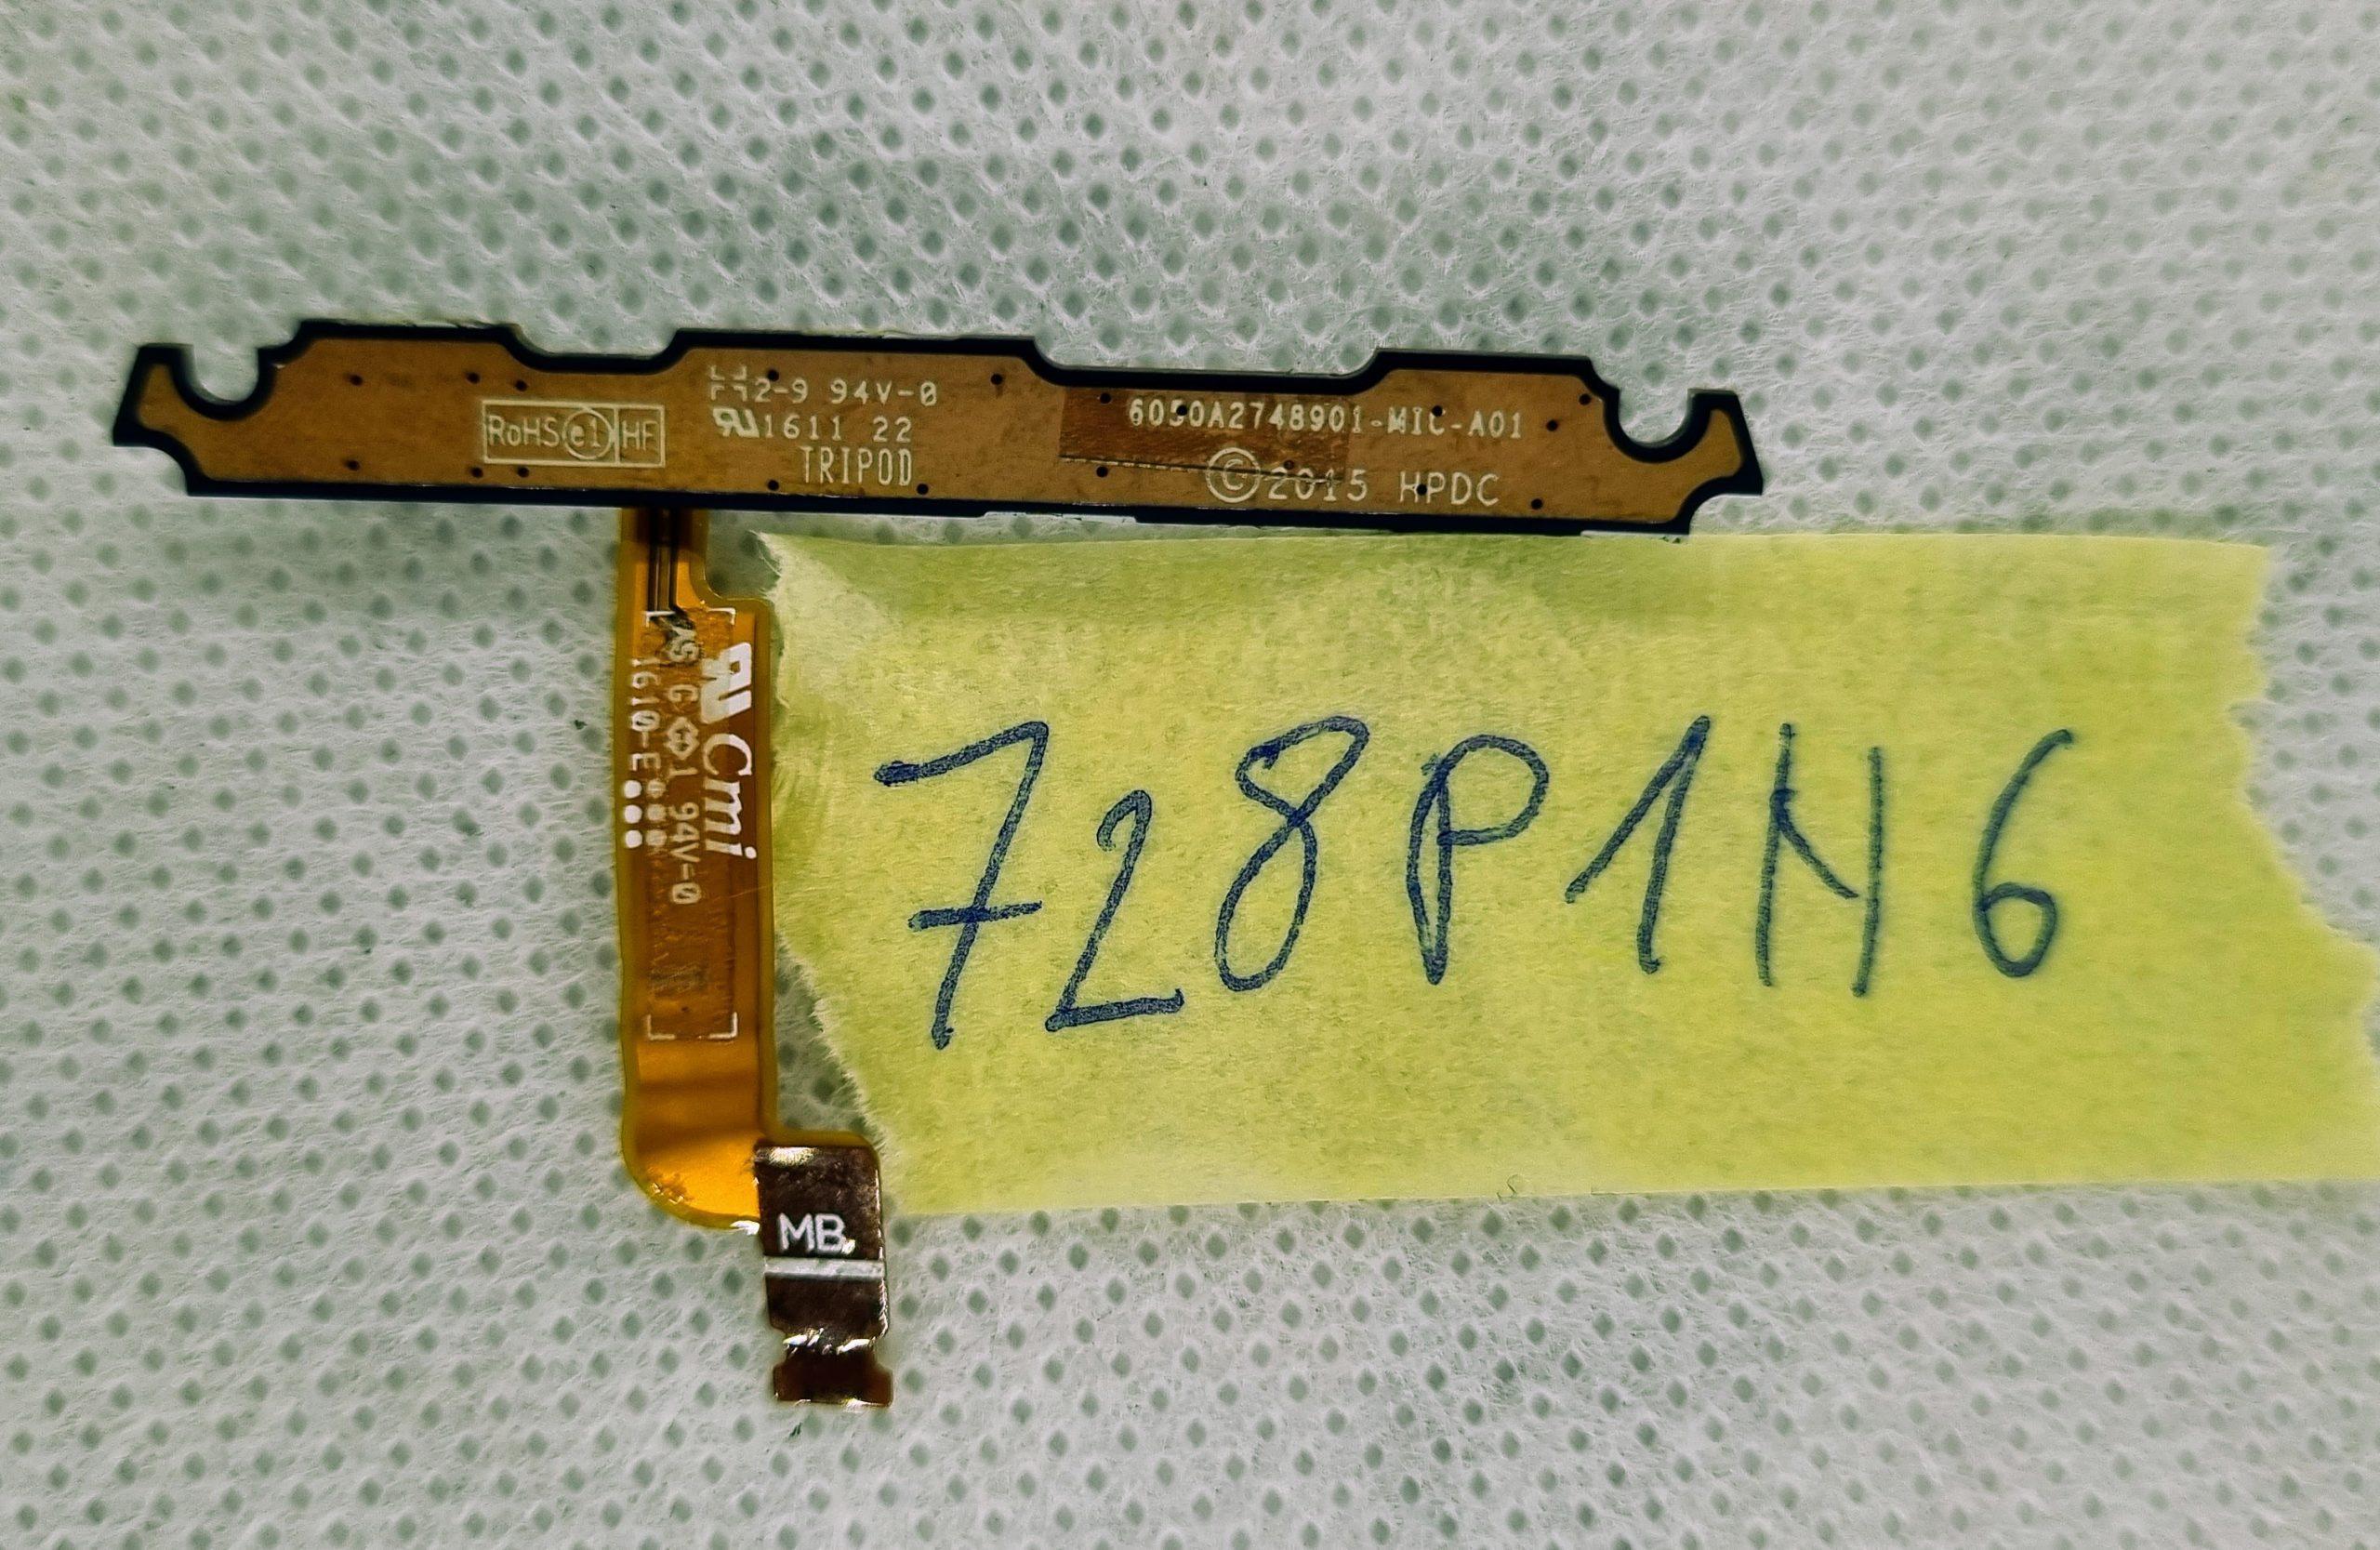 2-9 94V-0
RoHS e1 HF
1611 22
TRIPOD
6050A2748901-MIC-A01
© 2015 HPDC
Cmi
94V-0
1610-E
728P1N6
MB